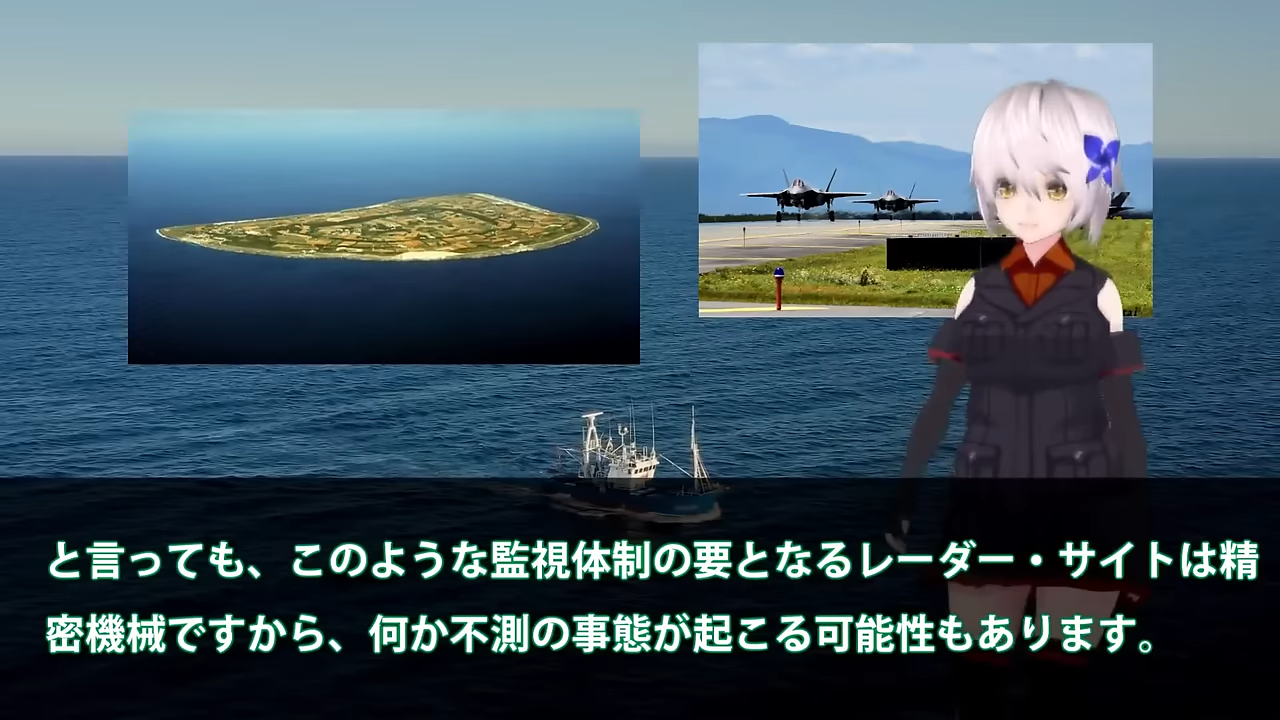 と言っても、このような監視体制の要となるレーダー・サイトは精
密機械ですから、何か不測の事態が起こる可能性もあります。